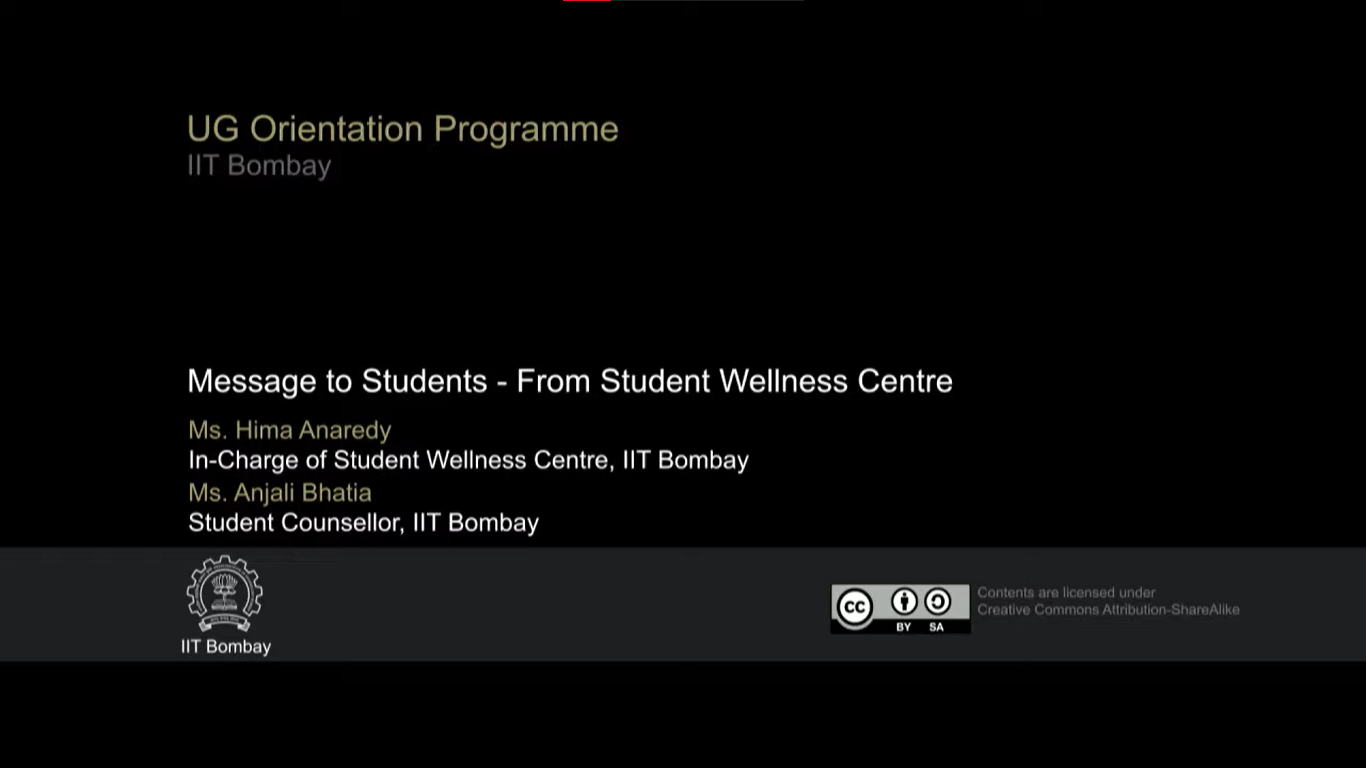 UG Orientation Programme
IIT Bombay
Message to Students - From Student Wellness Centre
Ms. Hima Anaredy
In-Charge of Student Wellness Centre, IIT Bombay
Ms. Anjali Bhatia
Student Counsellor, IIT Bombay
IIT Bombay
cc
BY SA
Contents are licensed under
Creative Commons Attribution-ShareAlike